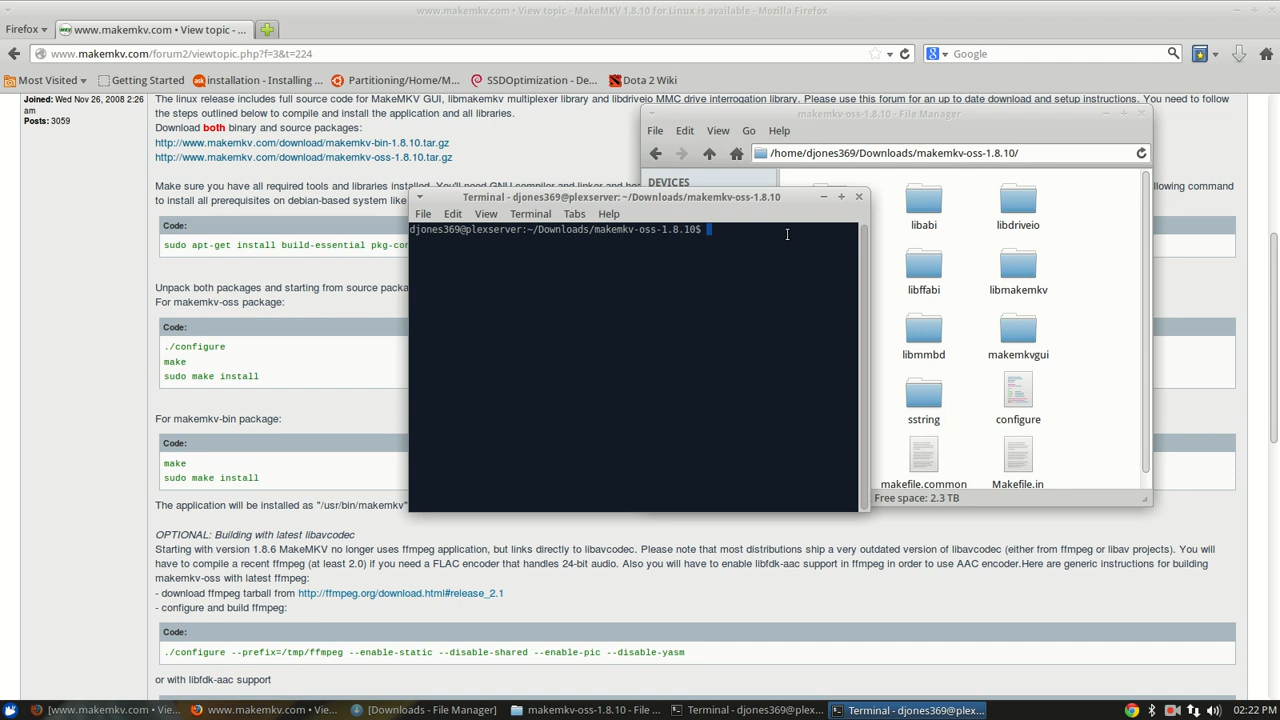 www.makemkv.com • View topic - MakeMKV 1.8.10 for Linux is available - Mozilla Firefox
Firefox
www.makemkv.com • View topic - ...
www.makemkv.com/forum2/viewtopic.php?f=3&t=224
Google
Most Visited
Getting Started
installation - Installing ...
Partitioning/Home/M...
SSDOptimization - De...
Dota 2 Wiki
Joined: Wed Nov 26, 2008 2:26
am
Posts: 3059
The linux release includes full source code for MakeMKV GUI, libmakemkv multiplexer library and libdriveio MMC drive interrogation library. Please use this forum for an up to date download and setup instructions. You need to follow
the steps outlined below to compile and install the application and all libraries.
Download both binary and source packages:
http://www.makemkv.com/download/makemkv-bin-1.8.10.tar.gz
http://www.makemkv.com/download/makemkv-oss-1.8.10.tar.gz
Make sure you have all required tools and libraries installed. You'll need GNU compiler and linker and
llowing command
to install all prerequisites on debian-based system like
Code:
sudo apt-get install build-essential pkg-con
Unpack both packages and starting from source packa
For makemkv-oss package:
Code:
./configure
make
sudo make install
For makemkv-bin package:
Code:
make
sudo make install
The application will be installed as "/usr/bin/makemkv"
OPTIONAL: Building with latest libavcodec
Starting with version 1.8.6 MakeMKV no longer uses ffmpeg application, but links directly to libavcodec. Please note that most distributions ship a very outdated version of libavcodec (either from ffmpeg or libav projects). You will
have to compile a recent ffmpeg (at least 2.0) if you need a FLAC encoder that handles 24-bit audio. Also you will have to enable libfdk-aac support in ffmpeg in order to use AAC encoder.Here are generic instructions for building
makemkv-oss with latest ffmpeg:
- download ffmpeg tarball from http://ffmpeg.org/download.html#release_2.1
- configure and build ffmpeg:
Code:
./configure --prefix=/tmp/ffmpeg --enable-static --disable-shared --enable-pic --disable-yasm
or with libfdk-aac support
makemkv-oss-1.8.10 - File Manager
File Edit View Go Help
/home/djones369/Downloads/makemkv-oss-1.8.10/
DEVICES
libabi
libdriveio
libffabi
libmakemkv
libmmbd
makemkvgui
sstring
configure
makefile.common
Makefile.in
Free space: 2.3 TB
Terminal - djones369@plexserver: ~/Downloads/makemkv-oss-1.8.10
File Edit View Terminal Tabs Help
djones369@plexserver:~/Downloads/makemkv-oss-1.8.10$
[www.makemkv.com • Vie...
www.makemkv.com • View...
[Downloads - File Manager]
makemkv-oss-1.8.10 - File ...
Terminal - djones369@plex...
Terminal - djones369@plex...
02:22 PM